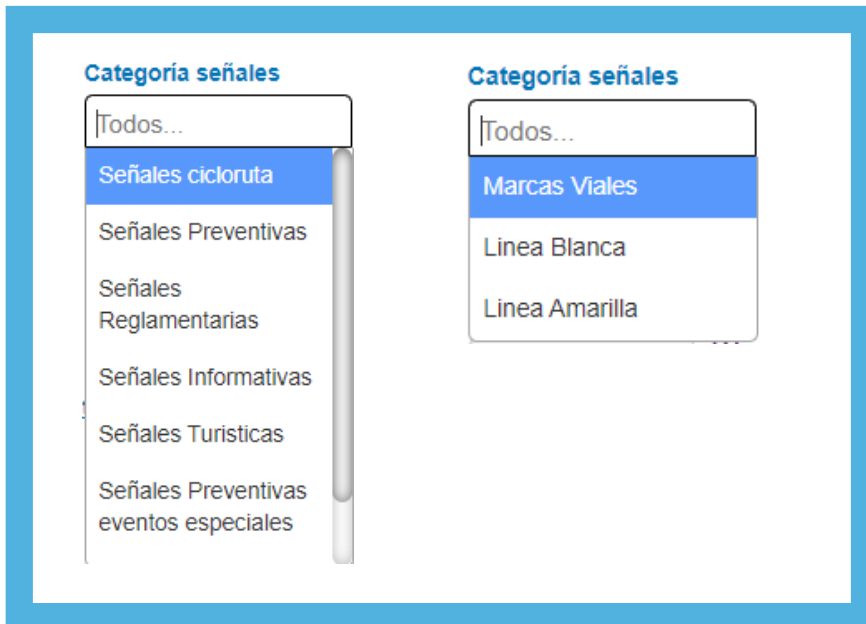 Categoría señales
Todos...
Señales cicloruta
Señales Preventivas
Señales
Reglamentarias
Señales Informativas
Señales Turisticas
Señales Preventivas
eventos especiales
Categoría señales
Todos...
Marcas Viales
Linea Blanca
Linea Amarilla